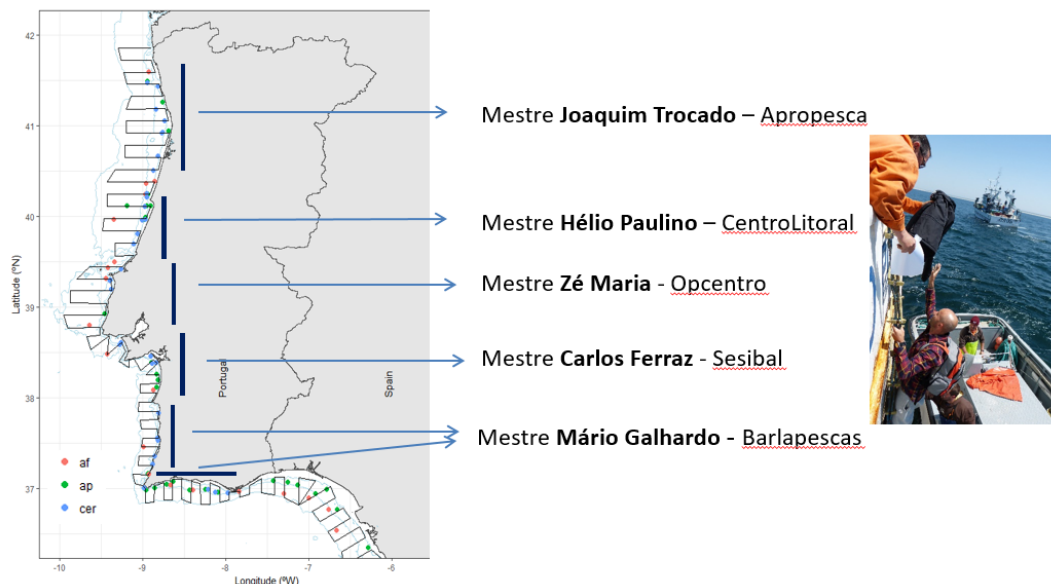 42
41
40
39
38
37
Latitude (ºN)
Portugal
Spain
af
ap
cer
-10
-9
-8
-7
-6
Longitude (ºW)
Mestre Joaquim Trocado – Apropesca
Mestre Hélio Paulino – CentroLitoral
Mestre Zé Maria - Opcentro
Mestre Carlos Ferraz - Sesibal
Mestre Mário Galhardo - Barlapescas